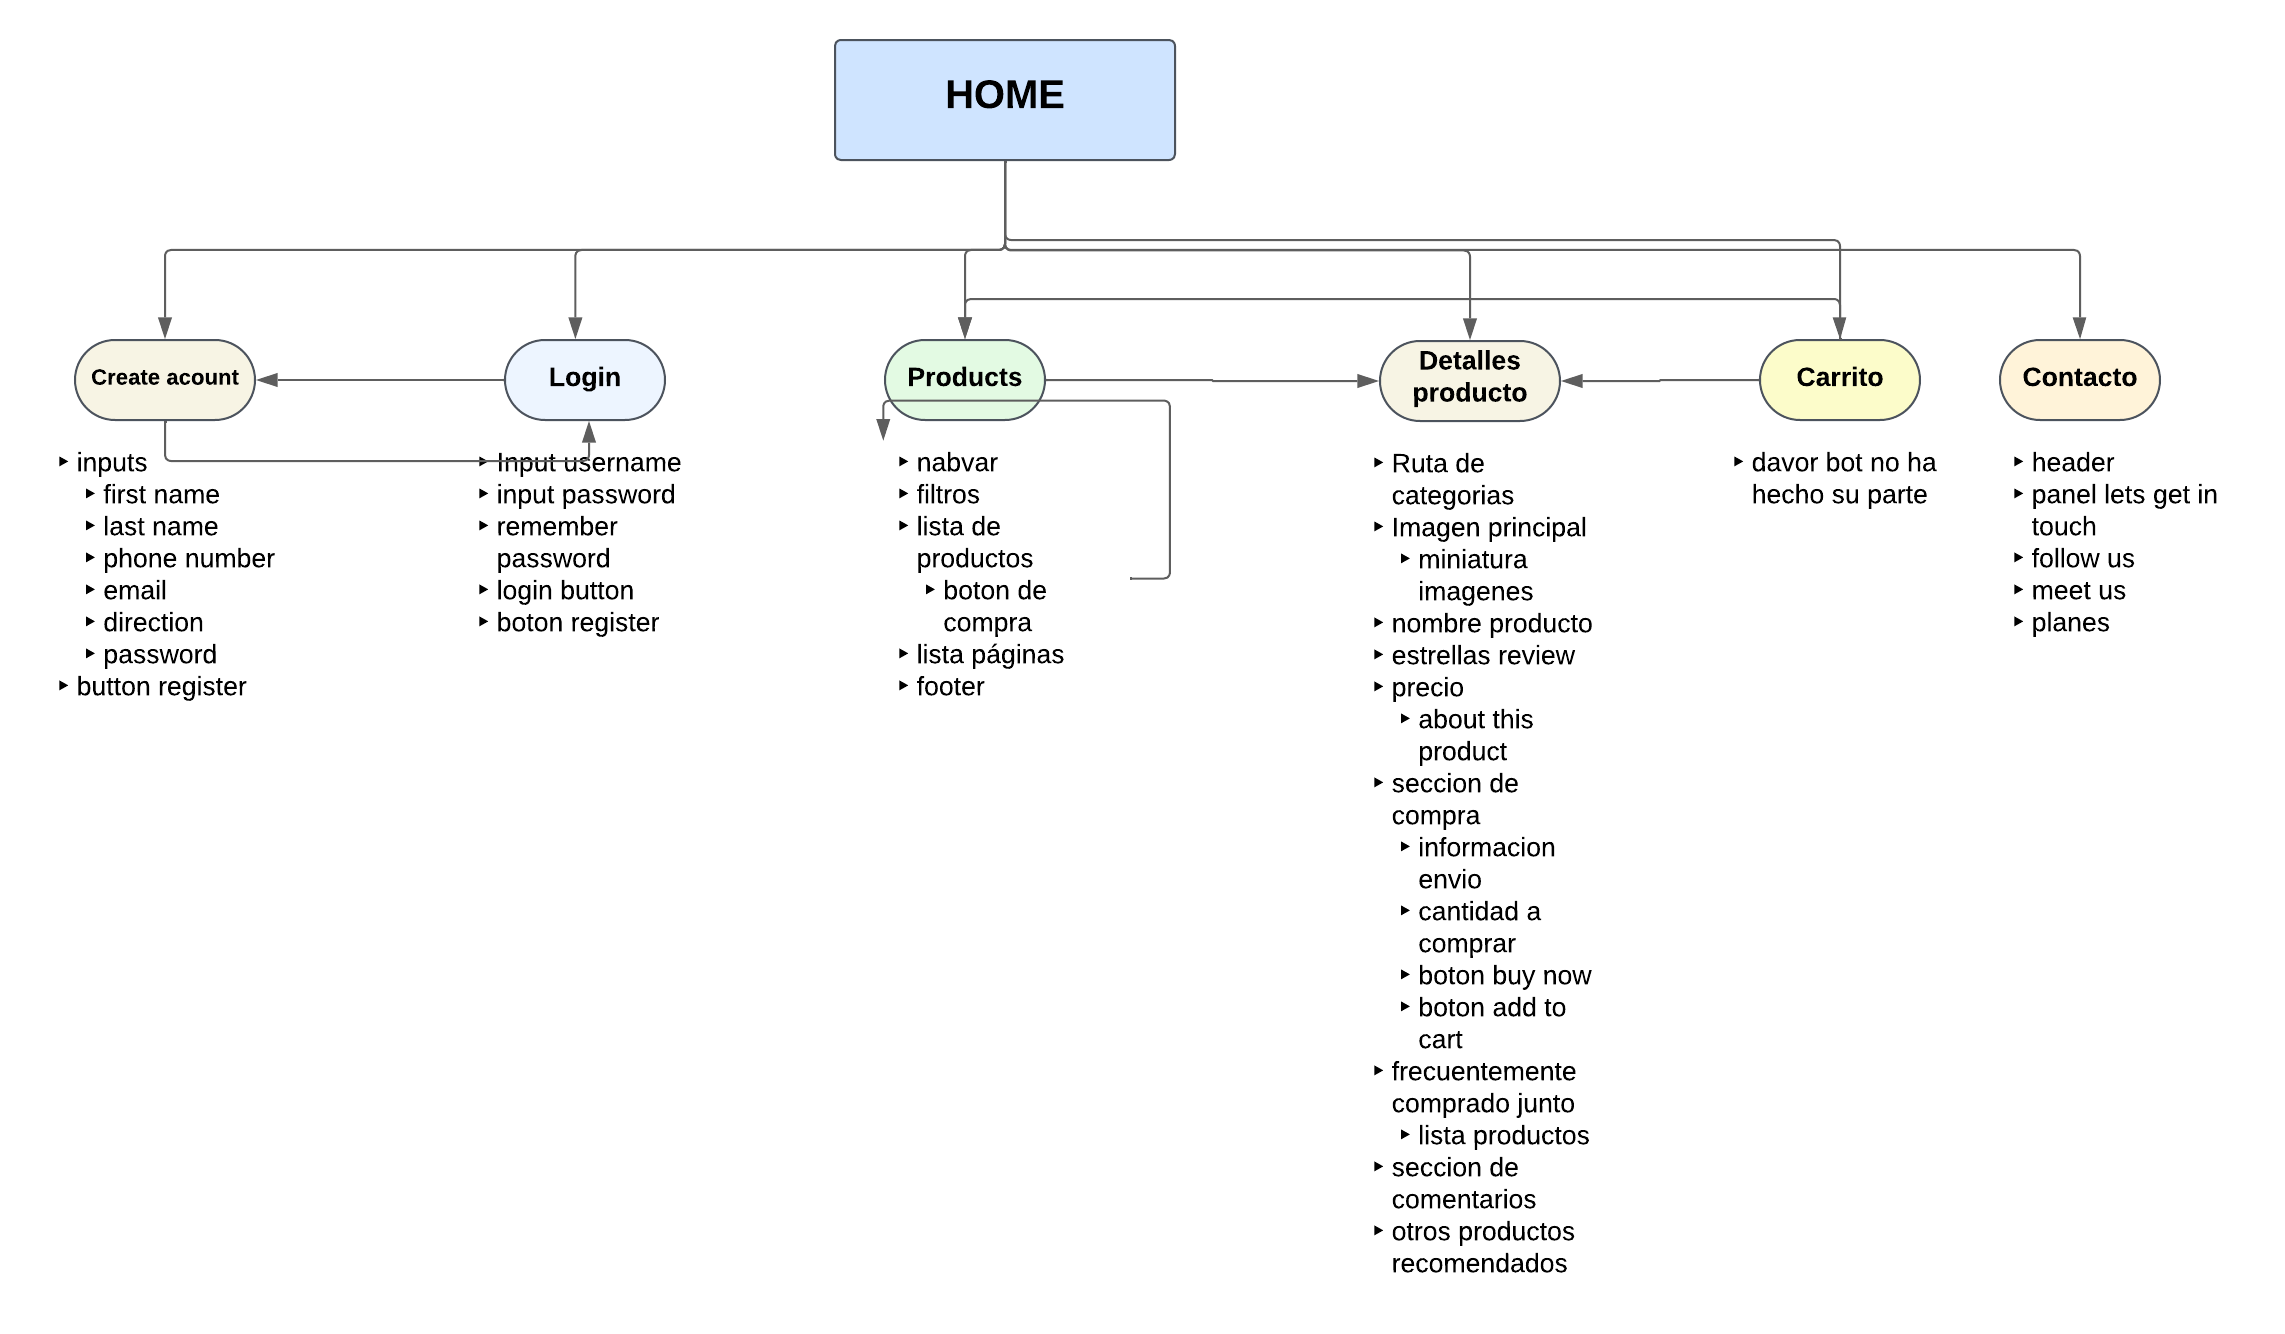 HOME
Create acount
Login
Products
Detalles
producto
Carrito
Contacto
inputs
first name
last name
phone number
email
direction
password
button register
Input username
input password
remember
password
login button
boton register
nabvar
filtros
lista de
productos
boton de
compra
lista páginas
footer
Ruta de
categorias
Imagen principal
miniatura
imagenes
nombre producto
estrellas review
precio
about this
product
seccion de
compra
informacion
envio
cantidad a
comprar
boton buy now
boton add to
cart
frecuentemente
comprado junto
lista productos
seccion de
comentarios
otros productos
recomendados
davor bot no ha
hecho su parte
header
panel lets get in
touch
follow us
meet us
planes